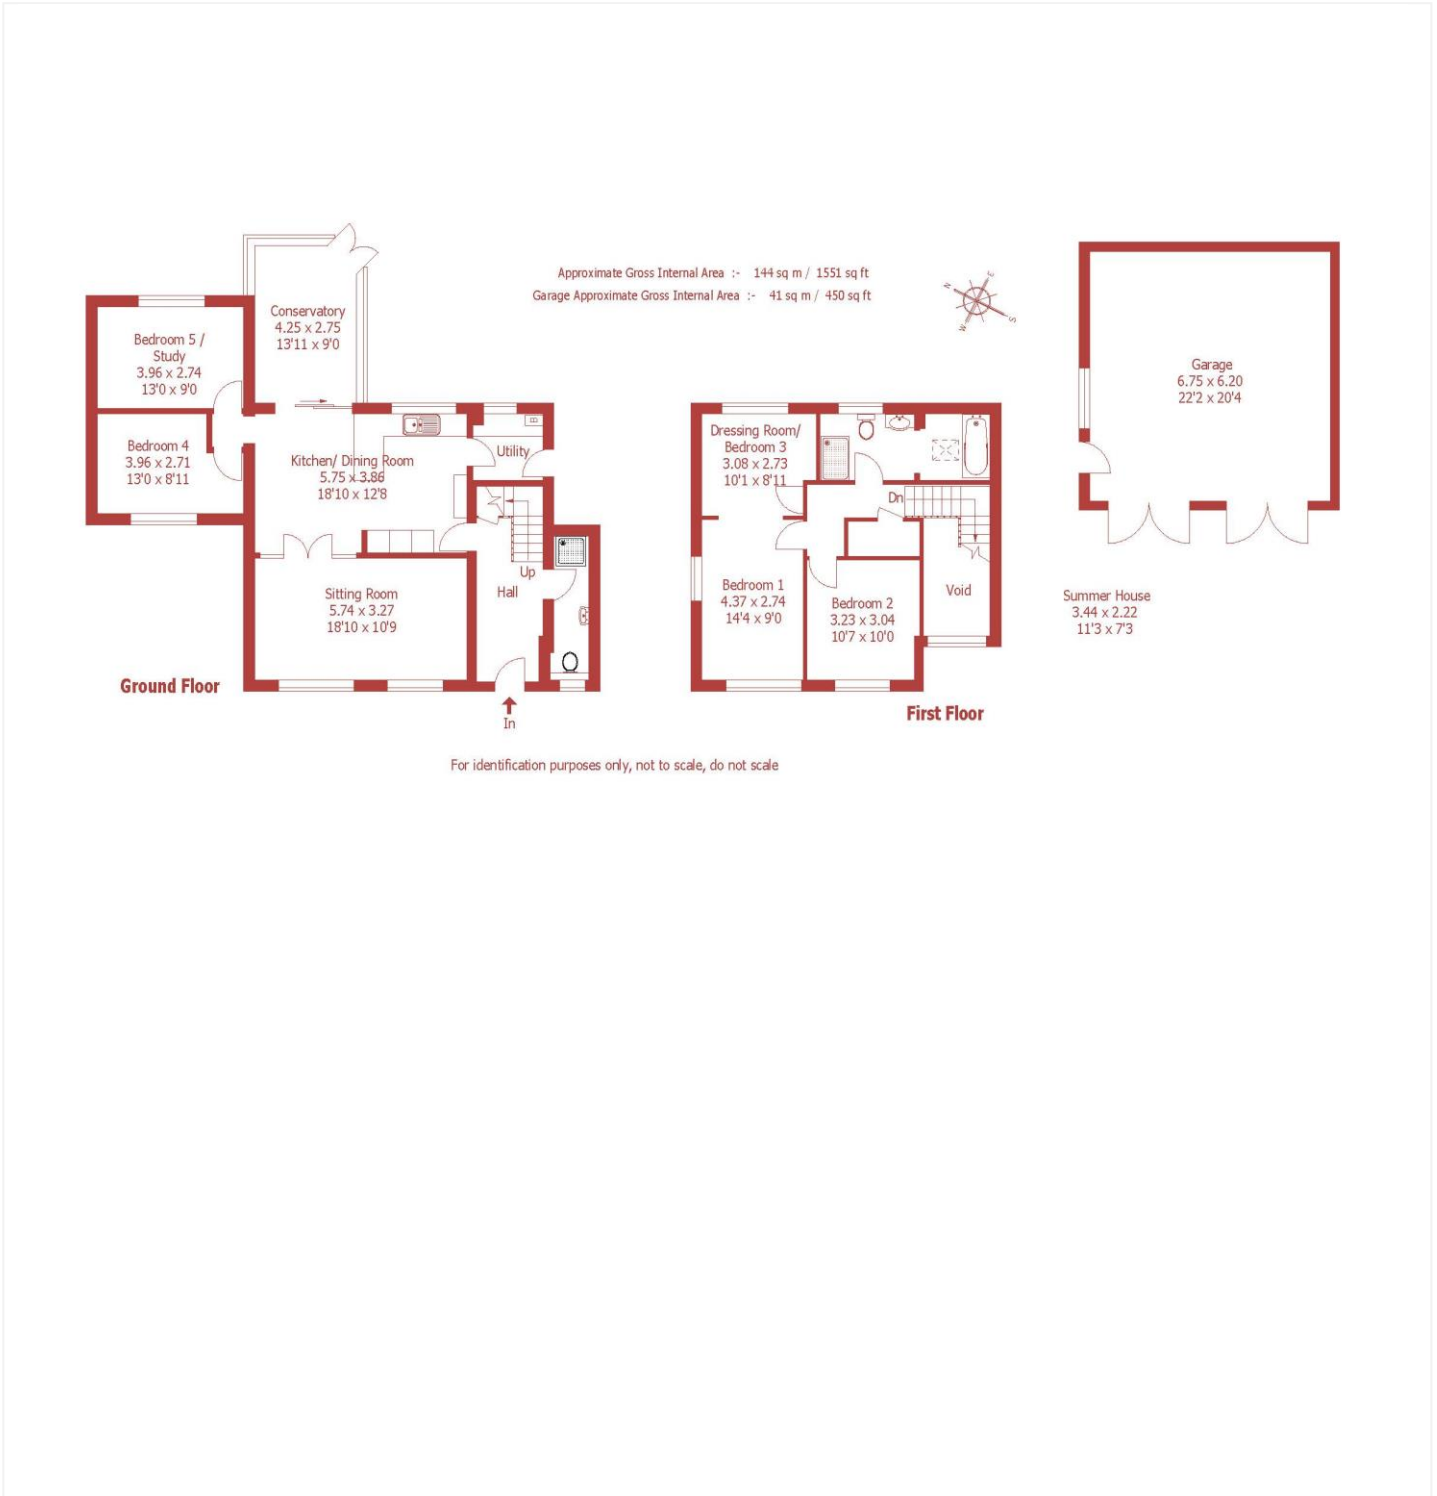 Approximate Gross Internal Area :- 144 sq m / 1551 sq ft
Garage Approximate Gross Internal Area :- 41 sq m / 450 sq ft
N
E
S
W
Conservatory
4.25 x 2.75
13'11 x 9'0
Bedroom 5 /
Study
3.96 x 2.74
13'0 x 9'0
Bedroom 4
3.96 x 2.71
13'0 x 8'11
Kitchen/ Dining Room
5.75 x 3.86
18'10 x 12'8
Utility
Up
Hall
Sitting Room
5.74 x 3.27
18'10 x 10'9
Ground Floor
In
Dressing Room/
Bedroom 3
3.08 x 2.73
10'1 x 8'11
Dn
Bedroom 1
4.37 x 2.74
14'4 x 9'0
Bedroom 2
3.23 x 3.04
10'7 x 10'0
Void
First Floor
Garage
6.75 x 6.20
22'2 x 20'4
Summer House
3.44 x 2.22
11'3 x 7'3
For identification purposes only, not to scale, do not scale